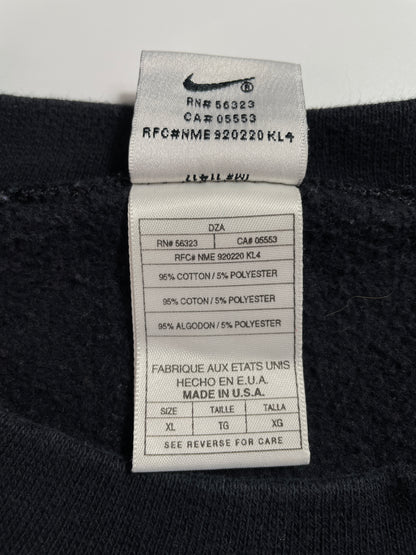 ®
RN# 56323
CA# 05553
RFC#NME 920220 KL4
DZA
RN# 56323 CA# 05553
RFC# NME 920220 KL4
95% COTTON / 5% POLYESTER
95% COTON / 5% POLYESTER
95% ALGODON / 5% POLYESTER
FABRIQUE AUX ETATS UNIS
HECHO EN E.U.A.
MADE IN U.S.A.
SIZE TAILLE TALLA
XL TG XG
SEE REVERSE FOR CARE